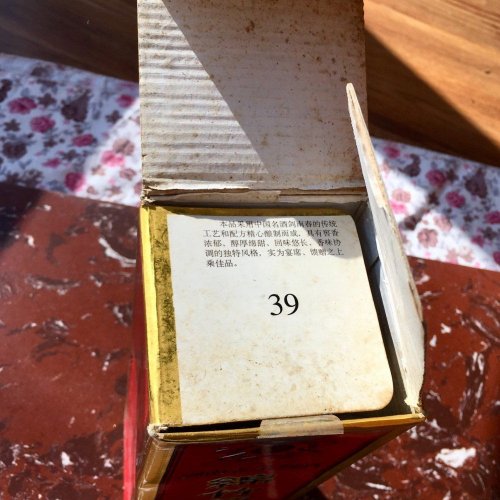 本品采用中国名酒剑南春的传统
工艺和配方精心酿制而成，具有窖香
浓郁、醇厚绵甜、回味悠长、香味协
调的独特风格，实为宴席、馈赠之上
乘佳品。
39